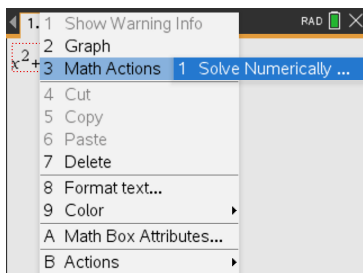 1.
RAD
x²+
1 Show Warning Info
2 Graph
3 Math Actions
1 Solve Numerically ...
4 Cut
5 Copy
6 Paste
7 Delete
8 Format text...
9 Color
A Math Box Attributes...
B Actions